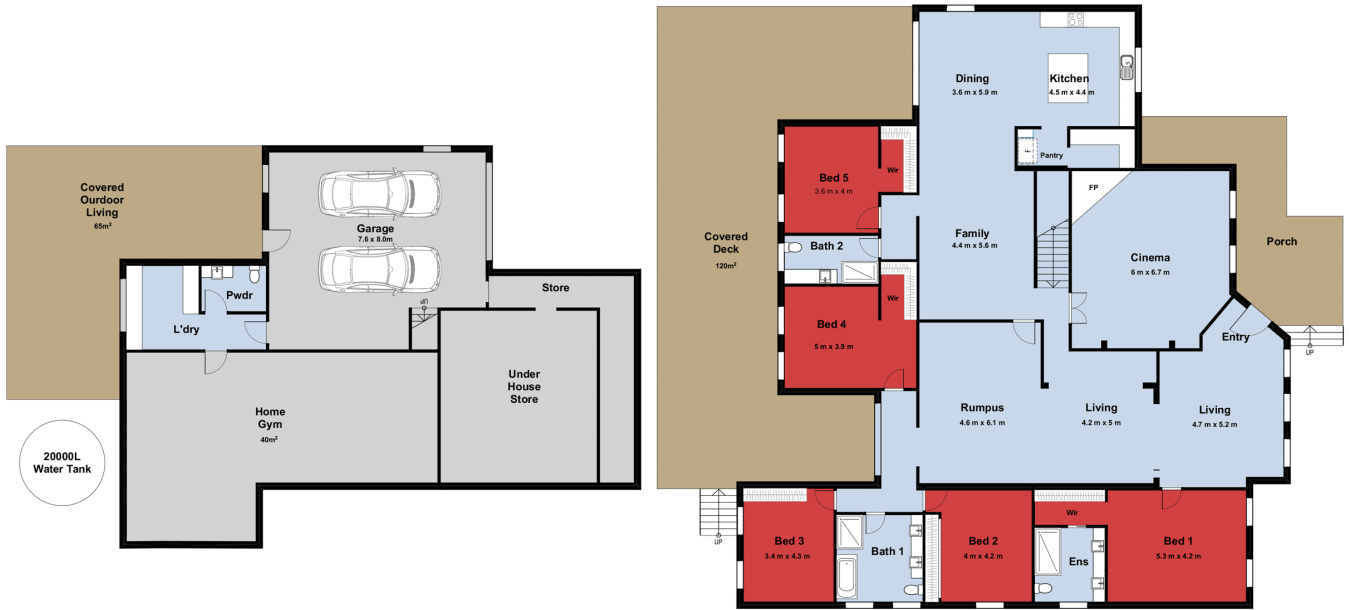 Covered
Ourdoor
Living
65m²
Garage
7.6 x 8.0m
Pwdr
L'dry
UP
Store
Under
House
Store
Home
Gym
40m²
20000L
Water Tank
Dining
3.6 m x 5.9 m
Kitchen
4.5 m x 4.4 m
F
Pantry
Bed 5
3.6 m x 4 m
Wir
FP
Covered
Deck
120m²
Bath 2
Family
4.4 m x 5.6 m
Cinema
6 m x 6.7 m
Porch
Wir
Bed 4
5 m x 3.9 m
Entry
UP
Rumpus
4.6 m x 6.1 m
Living
4.2 m x 5 m
Living
4.7 m x 5.2 m
UP
Bed 3
3.4 m x 4.3 m
Bath 1
Bed 2
4 m x 4.2 m
Wir
Ens
Bed 1
5.3 m x 4.2 m